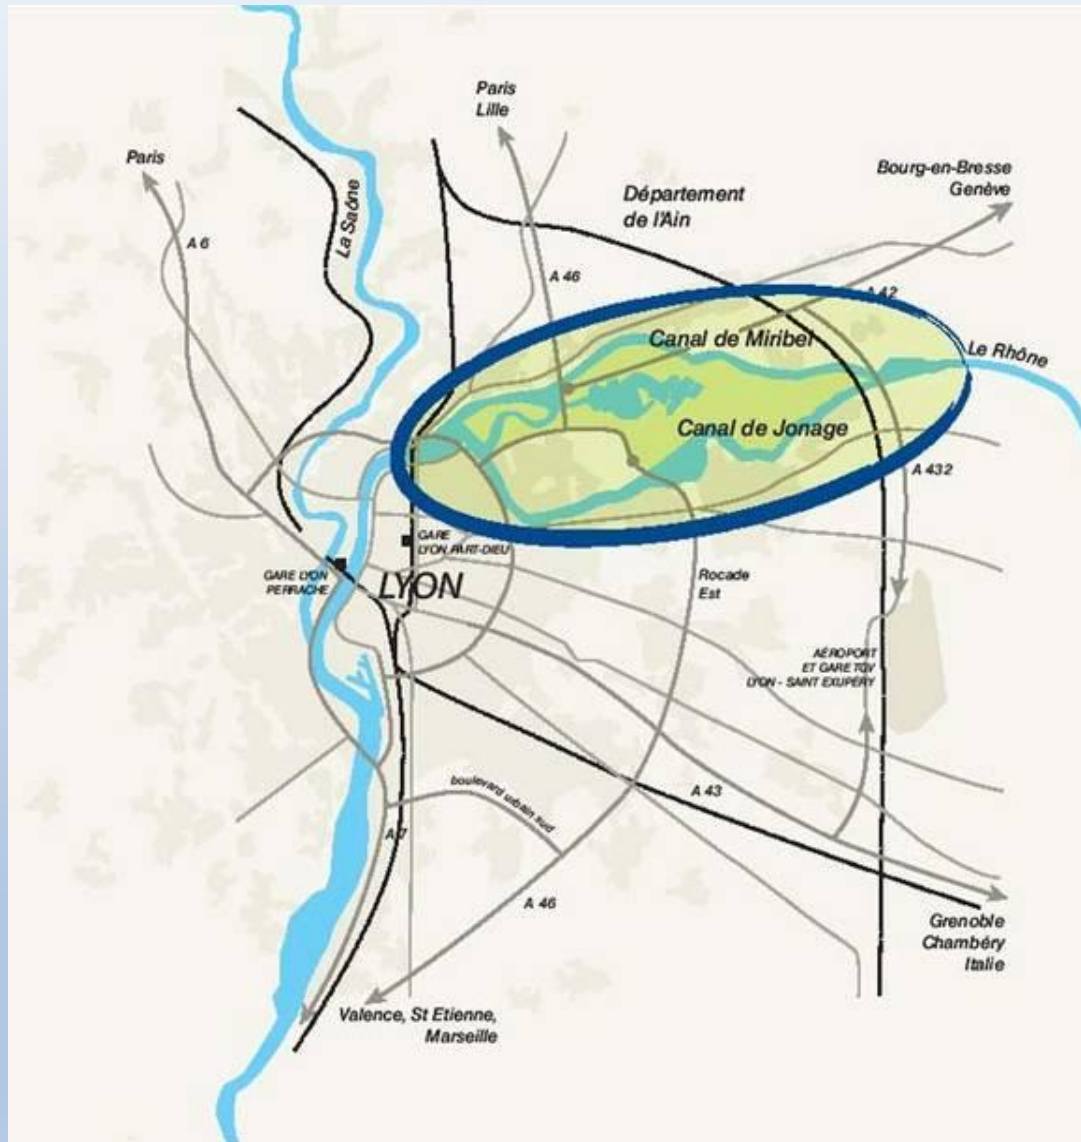 Paris
Lille
Paris
Bourg-en-Bresse
Genève
Département
de l'Ain
La Saône
A 6
A 46
A 42
Canal de Miribel
Le Rhône
Canal de Jonage
A 432
GARE
LYON PART-DIEU
GARE LYON
PERRACHE
LYON
Rocade
Est
AÉROPORT
ET GARE TGV
LYON - SAINT EXUPÉRY
boulevard urbain sud
A 43
A 7
A 46
Grenoble
Chambéry
Italie
Valence, St Etienne,
Marseille